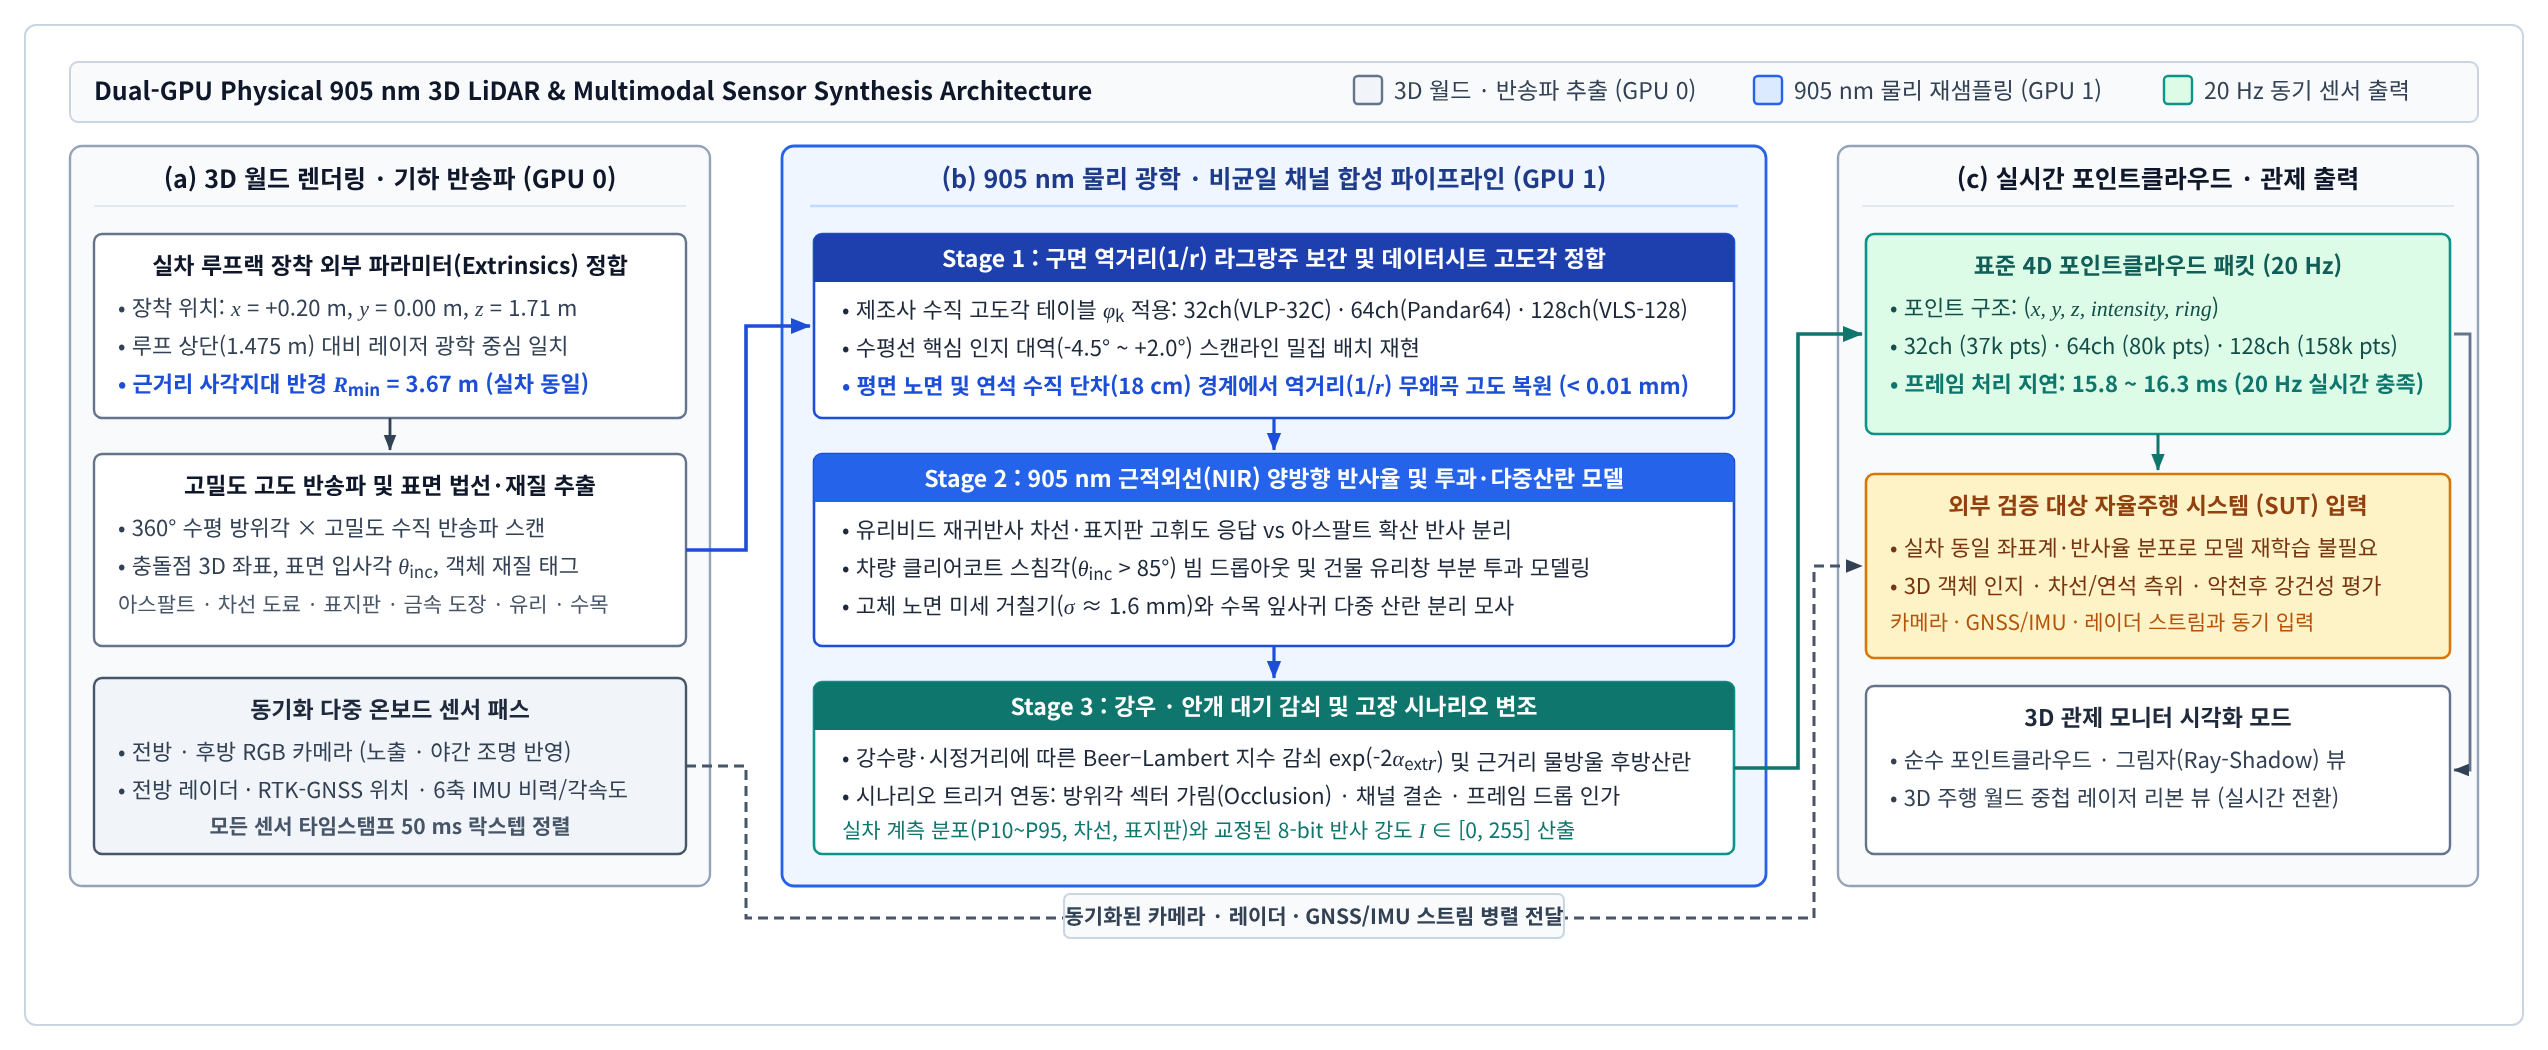 Dual-GPU Physical 905 nm 3D LiDAR & Multimodal Sensor Synthesis Architecture
3D 월드 · 반송파 추출 (GPU 0)
905 nm 물리 재샘플링 (GPU 1)
20 Hz 동기 센서 출력
(a) 3D 월드 렌더링 · 기하 반송파 (GPU 0)
실차 루프랙 장착 외부 파라미터(Extrinsics) 정합
• 장착 위치: x = +0.20 m, y = 0.00 m, z = 1.71 m
• 루프 상단(1.475 m) 대비 레이저 광학 중심 일치
• 근거리 사각지대 반경 Rmin = 3.67 m (실차 동일)
고밀도 고도 반송파 및 표면 법선·재질 추출
• 360° 수평 방위각 × 고밀도 수직 반송파 스캔
• 충돌점 3D 좌표, 표면 입사각 θinc, 객체 재질 태그
아스팔트 · 차선 도료 · 표지판 · 금속 도장 · 유리 · 수목
동기화 다중 온보드 센서 패스
• 전방 · 후방 RGB 카메라 (노출 · 야간 조명 반영)
• 전방 레이더 · RTK-GNSS 위치 · 6축 IMU 비력/각속도
모든 센서 타임스탬프 50 ms 락스텝 정렬
(b) 905 nm 물리 광학 · 비균일 채널 합성 파이프라인 (GPU 1)
Stage 1 : 구면 역거리(1/r) 라그랑주 보간 및 데이터시트 고도각 정합
• 제조사 수직 고도각 테이블 φk 적용: 32ch(VLP-32C) · 64ch(Pandar64) · 128ch(VLS-128)
• 수평선 핵심 인지 대역(-4.5° ~ +2.0°) 스캔라인 밀집 배치 재현
• 평면 노면 및 연석 수직 단차(18 cm) 경계에서 역거리(1/r) 무왜곡 고도 복원 (< 0.01 mm)
Stage 2 : 905 nm 근적외선(NIR) 양방향 반사율 및 투과·다중산란 모델
• 유리비드 재귀반사 차선·표지판 고휘도 응답 vs 아스팔트 확산 반사 분리
• 차량 클리어코트 스침각(θinc > 85°) 빔 드롭아웃 및 건물 유리창 부분 투과 모델링
• 고체 노면 미세 거칠기(σ ≈ 1.6 mm)와 수목 잎사귀 다중 산란 분리 모사
Stage 3 : 강우 · 안개 대기 감쇠 및 고장 시나리오 변조
• 강수량·시정거리에 따른 Beer–Lambert 지수 감쇠 exp(-2αextr) 및 근거리 물방울 후방산란
• 시나리오 트리거 연동: 방위각 섹터 가림(Occlusion) · 채널 결손 · 프레임 드롭 인가
실차 계측 분포(P10~P95, 차선, 표지판)와 교정된 8-bit 반사 강도 I ∈ [0, 255] 산출
(c) 실시간 포인트클라우드 · 관제 출력
표준 4D 포인트클라우드 패킷 (20 Hz)
• 포인트 구조: (x, y, z, intensity, ring)
• 32ch (37k pts) · 64ch (80k pts) · 128ch (158k pts)
• 프레임 처리 지연: 15.8 ~ 16.3 ms (20 Hz 실시간 충족)
외부 검증 대상 자율주행 시스템 (SUT) 입력
• 실차 동일 좌표계·반사율 분포로 모델 재학습 불필요
• 3D 객체 인지 · 차선/연석 측위 · 악천후 강건성 평가
카메라 · GNSS/IMU · 레이더 스트림과 동기 입력
3D 관제 모니터 시각화 모드
• 순수 포인트클라우드 · 그림자(Ray-Shadow) 뷰
• 3D 주행 월드 중첩 레이저 리본 뷰 (실시간 전환)
동기화된 카메라 · 레이더 · GNSS/IMU 스트림 병렬 전달